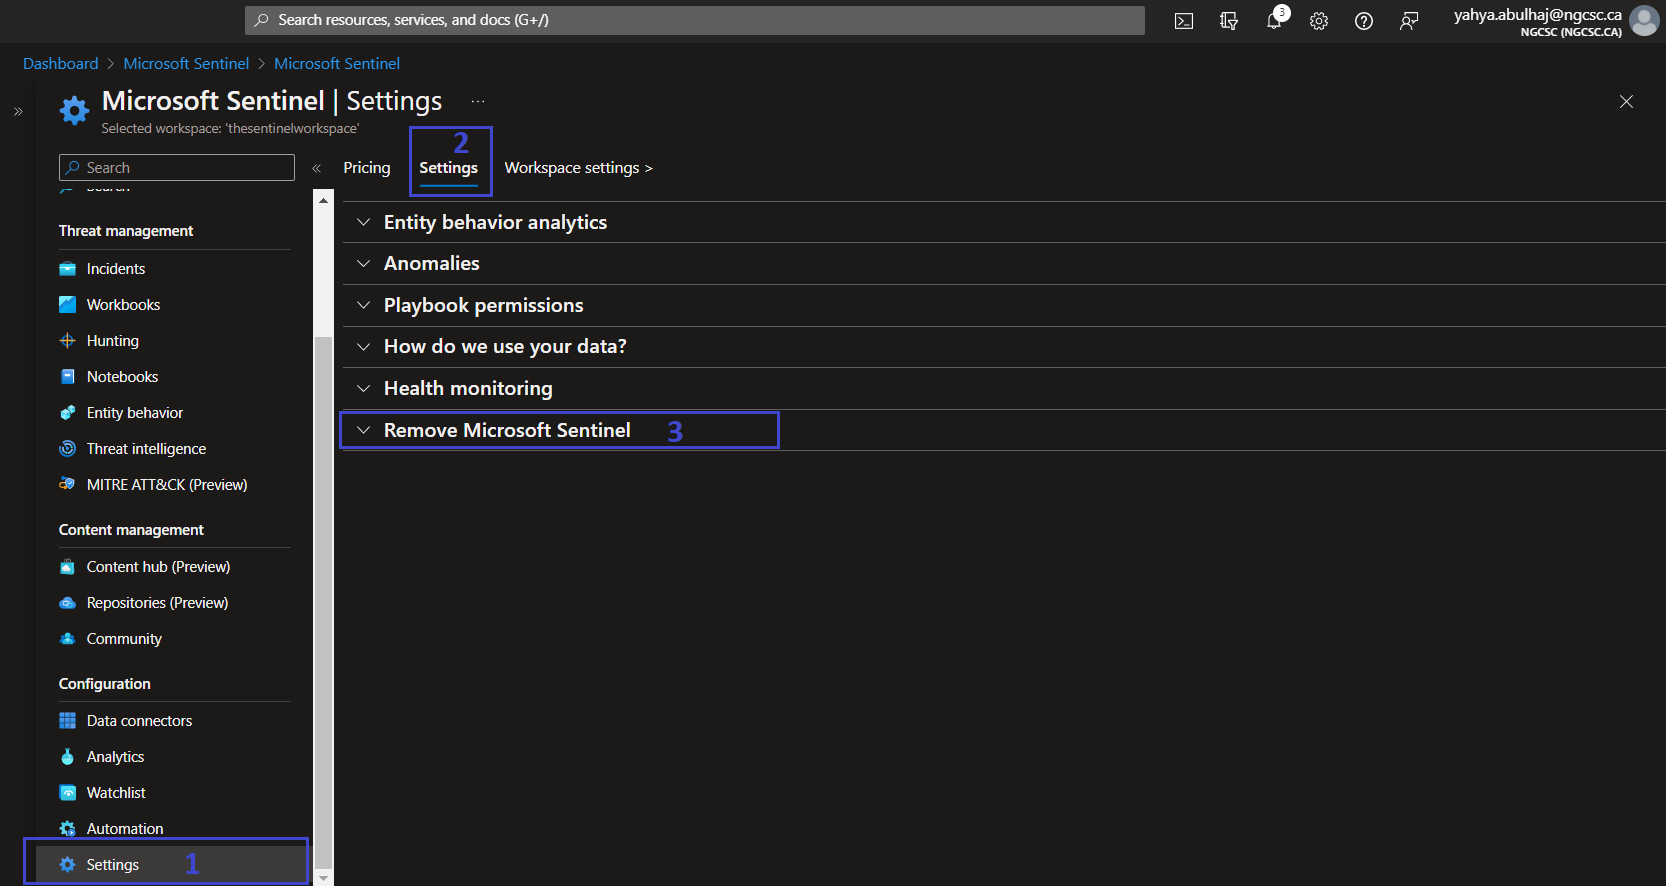 Search resources, services, and docs (G+/)
3
yahya.abulhaj@ngcsc.ca
NGCSC (NGCSC.CA)
Dashboard > Microsoft Sentinel > Microsoft Sentinel
»
Microsoft Sentinel | Settings ...
Selected workspace: 'thesentinelworkspace'
Search
«
Pricing
2
Settings
Workspace settings >
Search
Threat management
Incidents
Workbooks
Hunting
Notebooks
Entity behavior
Threat intelligence
MITRE ATT&CK (Preview)
Content management
Content hub (Preview)
Repositories (Preview)
Community
Configuration
Data connectors
Analytics
Watchlist
Automation
Settings 1
Entity behavior analytics
Anomalies
Playbook permissions
How do we use your data?
Health monitoring
Remove Microsoft Sentinel 3